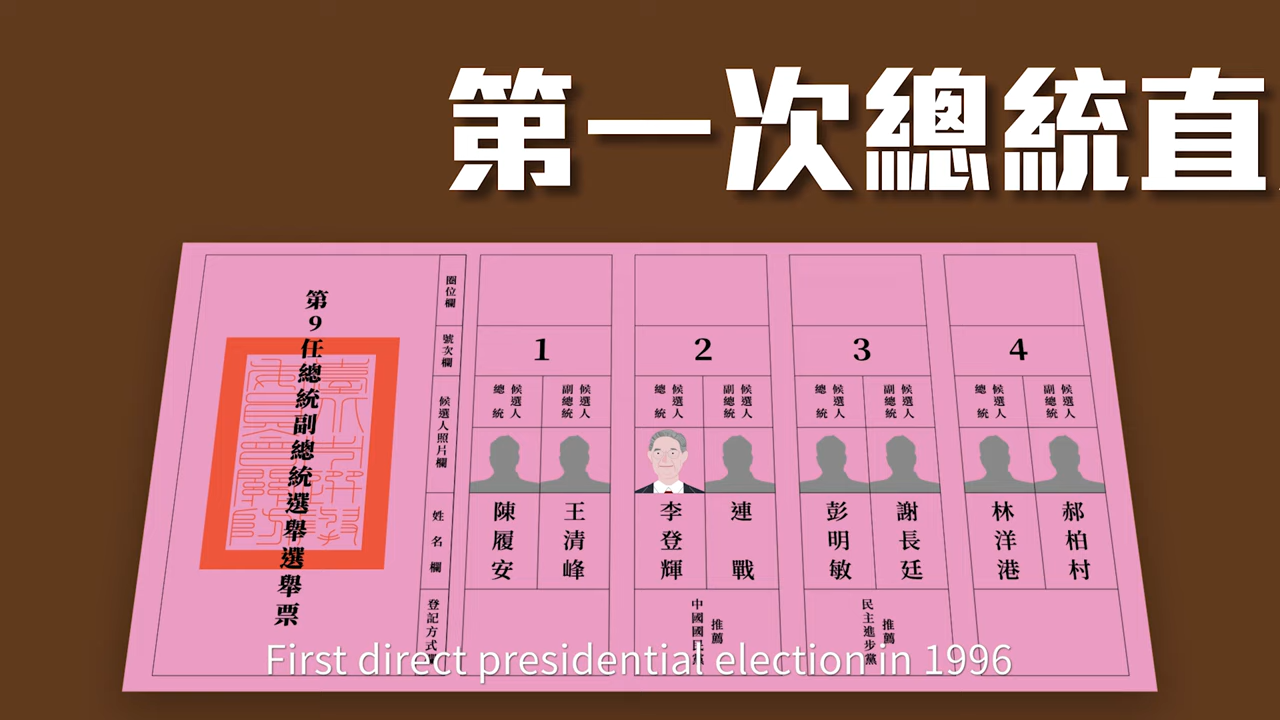 第一次總統直
第9任總統副總統選舉選舉票
圈位欄
號次欄
候選人照片欄
姓名欄
登記方式欄
1
總統候選人
副總統候選人
陳履安
王清峰
2
總統候選人
副總統候選人
李登輝
連戰
中國國民黨推薦
3
總統候選人
副總統候選人
彭明敏
謝長廷
民主進步黨推薦
4
總統候選人
副總統候選人
林洋港
郝柏村
First direct presidential election in 1996